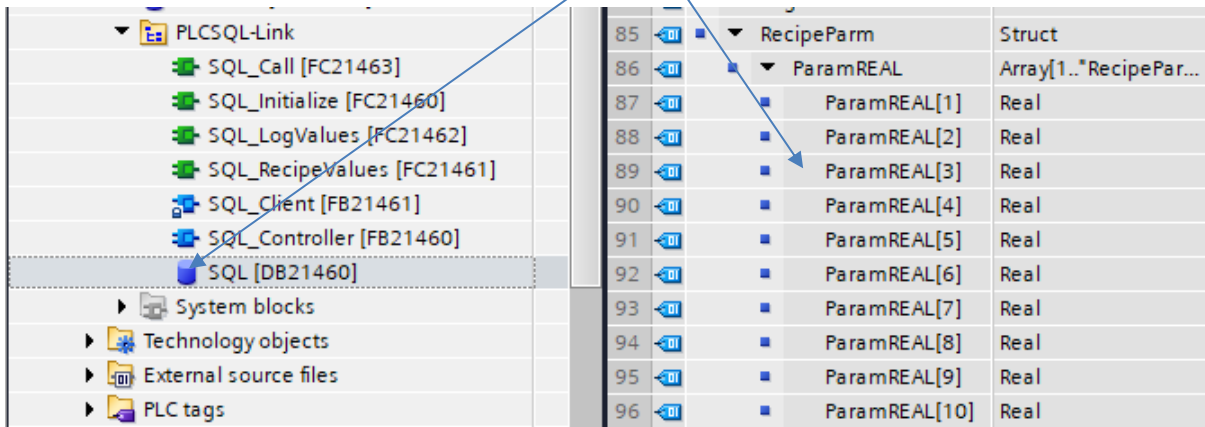 PLCSQL-Link
SQL_Call [FC21463]
SQL_Initialize [FC21460]
SQL_LogValues [FC21462]
SQL_RecipeValues [FC21461]
SQL_Client [FB21461]
SQL_Controller [FB21460]
SQL [DB21460]
System blocks
Technology objects
External source files
PLC tags
85 RecipeParm Struct
86 ParamREAL Array[1.."RecipePar...
87 ParamREAL[1] Real
88 ParamREAL[2] Real
89 ParamREAL[3] Real
90 ParamREAL[4] Real
91 ParamREAL[5] Real
92 ParamREAL[6] Real
93 ParamREAL[7] Real
94 ParamREAL[8] Real
95 ParamREAL[9] Real
96 ParamREAL[10] Real